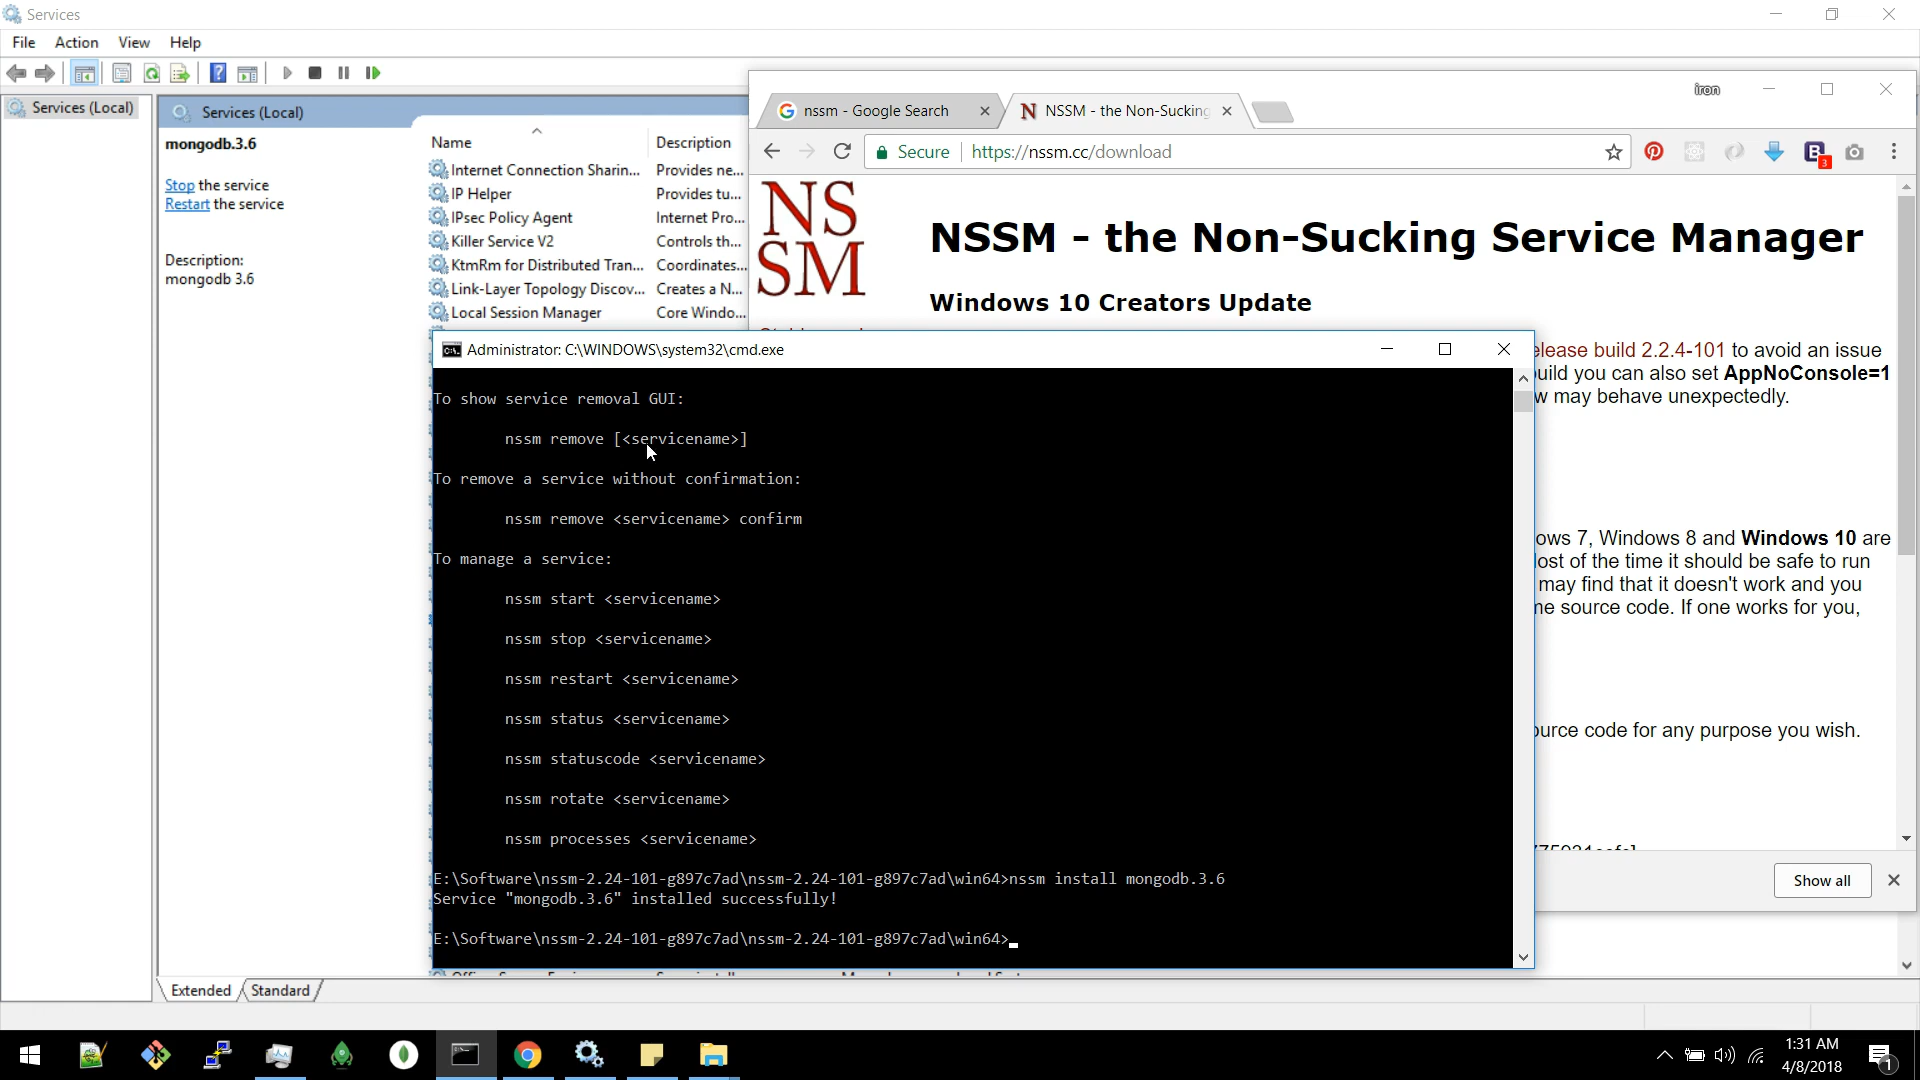 Services
File Action View Help
Services (Local)
Services (Local)
mongodb.3.6
Stop the service
Restart the service
Description:
mongodb 3.6
Name Description
Internet Connection Sharin... Provides ne...
IP Helper Provides tu...
IPsec Policy Agent Internet Pro...
Killer Service V2 Controls th...
KtmRm for Distributed Tran... Coordinates...
Link-Layer Topology Discov... Creates a N...
Local Session Manager Core Windo...
Extended Standard
iron
nssm - Google Search
NSSM - the Non-Sucking
Secure https://nssm.cc/download
3
NS
SM
NSSM - the Non-Sucking Service Manager
Windows 10 Creators Update
elease build 2.2.4-101 to avoid an issue
uild you can also set AppNoConsole=1
w may behave unexpectedly.
ows 7, Windows 8 and Windows 10 are
ost of the time it should be safe to run
may find that it doesn't work and you
ne source code. If one works for you,
ource code for any purpose you wish.
Show all
Administrator: C:\WINDOWS\system32\cmd.exe
To show service removal GUI:
nssm remove [<servicename>]
To remove a service without confirmation:
nssm remove <servicename> confirm
To manage a service:
nssm start <servicename>
nssm stop <servicename>
nssm restart <servicename>
nssm status <servicename>
nssm statuscode <servicename>
nssm rotate <servicename>
nssm processes <servicename>
E:\Software\nssm-2.24-101-g897c7ad\nssm-2.24-101-g897c7ad\win64>nssm install mongodb.3.6
Service "mongodb.3.6" installed successfully!
E:\Software\nssm-2.24-101-g897c7ad\nssm-2.24-101-g897c7ad\win64>
1:31 AM
4/8/2018
1